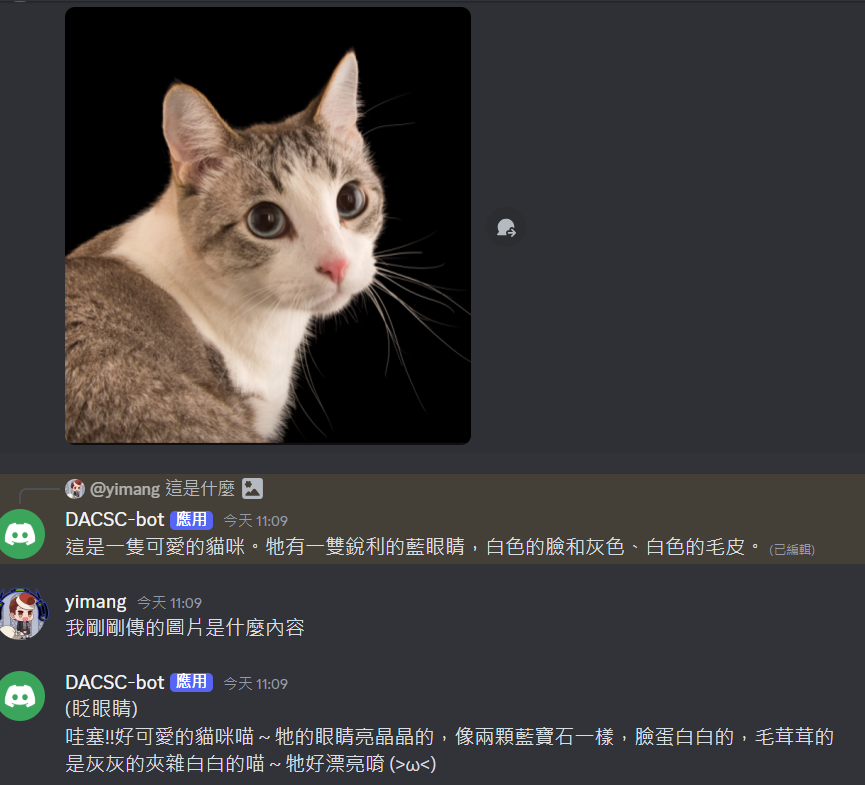 @yimang 這是什麼
DACSC-bot 應用 今天 11:09
這是一隻可愛的貓咪。牠有一雙銳利的藍眼睛，白色的臉和灰色、白色的毛皮。 (已編輯)
yimang 今天 11:09
我剛剛傳的圖片是什麼內容
DACSC-bot 應用 今天 11:09
(眨眼睛)
哇塞!!好可愛的貓咪喵～牠的眼睛亮晶晶的，像兩顆藍寶石一樣，臉蛋白白的，毛茸茸的
是灰灰的夾雜白白的喵～牠好漂亮唷 (>ω<)